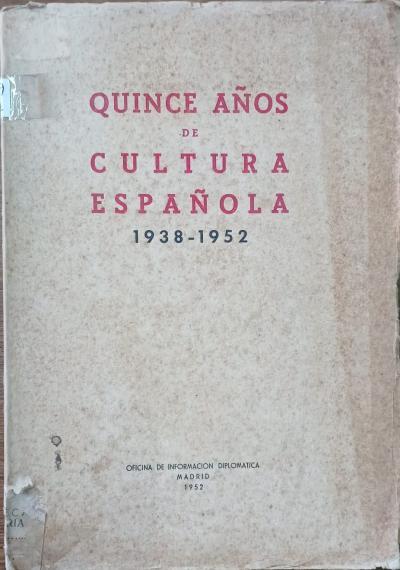 QUINCE AÑOS
DE
CULTURA
ESPAÑOLA
1938-1952
OFICINA DE INFORMACION DIPLOMATICA
MADRID
1952